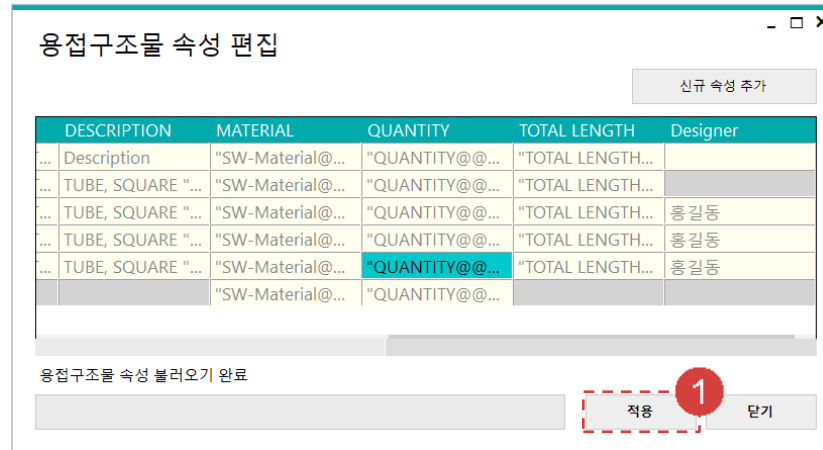 용접구조물 속성 편집
신규 속성 추가
DESCRIPTION MATERIAL QUANTITY TOTAL LENGTH Designer
... Description "SW-Material@... "QUANTITY@@... "TOTAL LENGTH...
... TUBE, SQUARE "... "SW-Material@... "QUANTITY@@... "TOTAL LENGTH...
... TUBE, SQUARE "... "SW-Material@... "QUANTITY@@... "TOTAL LENGTH... 홍길동
... TUBE, SQUARE "... "SW-Material@... "QUANTITY@@... "TOTAL LENGTH... 홍길동
... TUBE, SQUARE "... "SW-Material@... "QUANTITY@@... "TOTAL LENGTH... 홍길동
"SW-Material@... "QUANTITY@@...
용접구조물 속성 불러오기 완료
1
적용 닫기